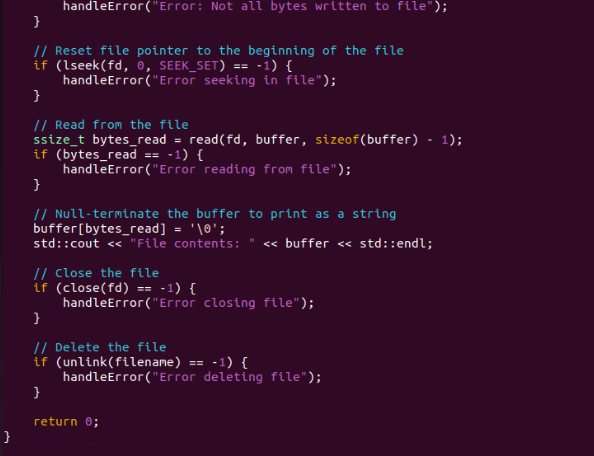 handleError("Error: Not all bytes written to file");
    }

    // Reset file pointer to the beginning of the file
    if (lseek(fd, 0, SEEK_SET) == -1) {
        handleError("Error seeking in file");
    }

    // Read from the file
    ssize_t bytes_read = read(fd, buffer, sizeof(buffer) - 1);
    if (bytes_read == -1) {
        handleError("Error reading from file");
    }

    // Null-terminate the buffer to print as a string
    buffer[bytes_read] = '\0';
    std::cout << "File contents: " << buffer << std::endl;

    // Close the file
    if (close(fd) == -1) {
        handleError("Error closing file");
    }

    // Delete the file
    if (unlink(filename) == -1) {
        handleError("Error deleting file");
    }

    return 0;
}